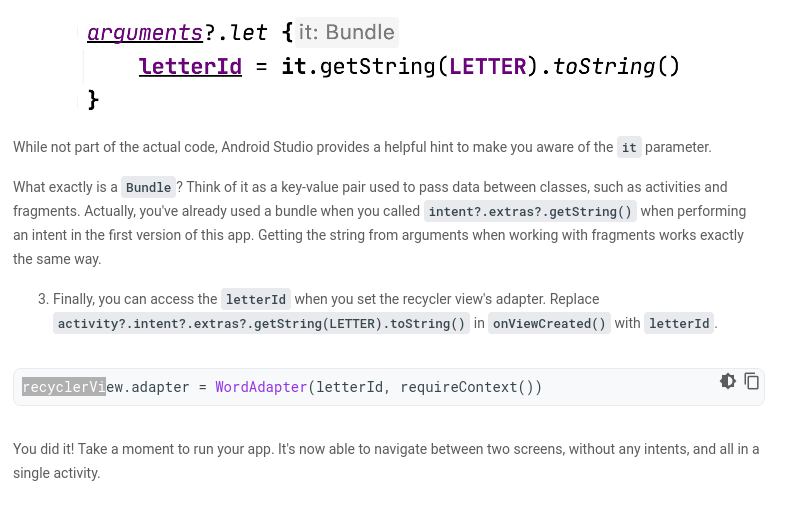 arguments?.let { it: Bundle
letterId = it.getString(LETTER).toString()
}
While not part of the actual code, Android Studio provides a helpful hint to make you aware of the it parameter.
What exactly is a Bundle ? Think of it as a key-value pair used to pass data between classes, such as activities and
fragments. Actually, you've already used a bundle when you called intent?.extras?.getString() when performing
an intent in the first version of this app. Getting the string from arguments when working with fragments works exactly
the same way.
3. Finally, you can access the letterId when you set the recycler view's adapter. Replace
activity?.intent?.extras?.getString(LETTER).toString() in onViewCreated() with letterId .
recyclerView.adapter = WordAdapter(letterId, requireContext())
You did it! Take a moment to run your app. It's now able to navigate between two screens, without any intents, and all in a
single activity.